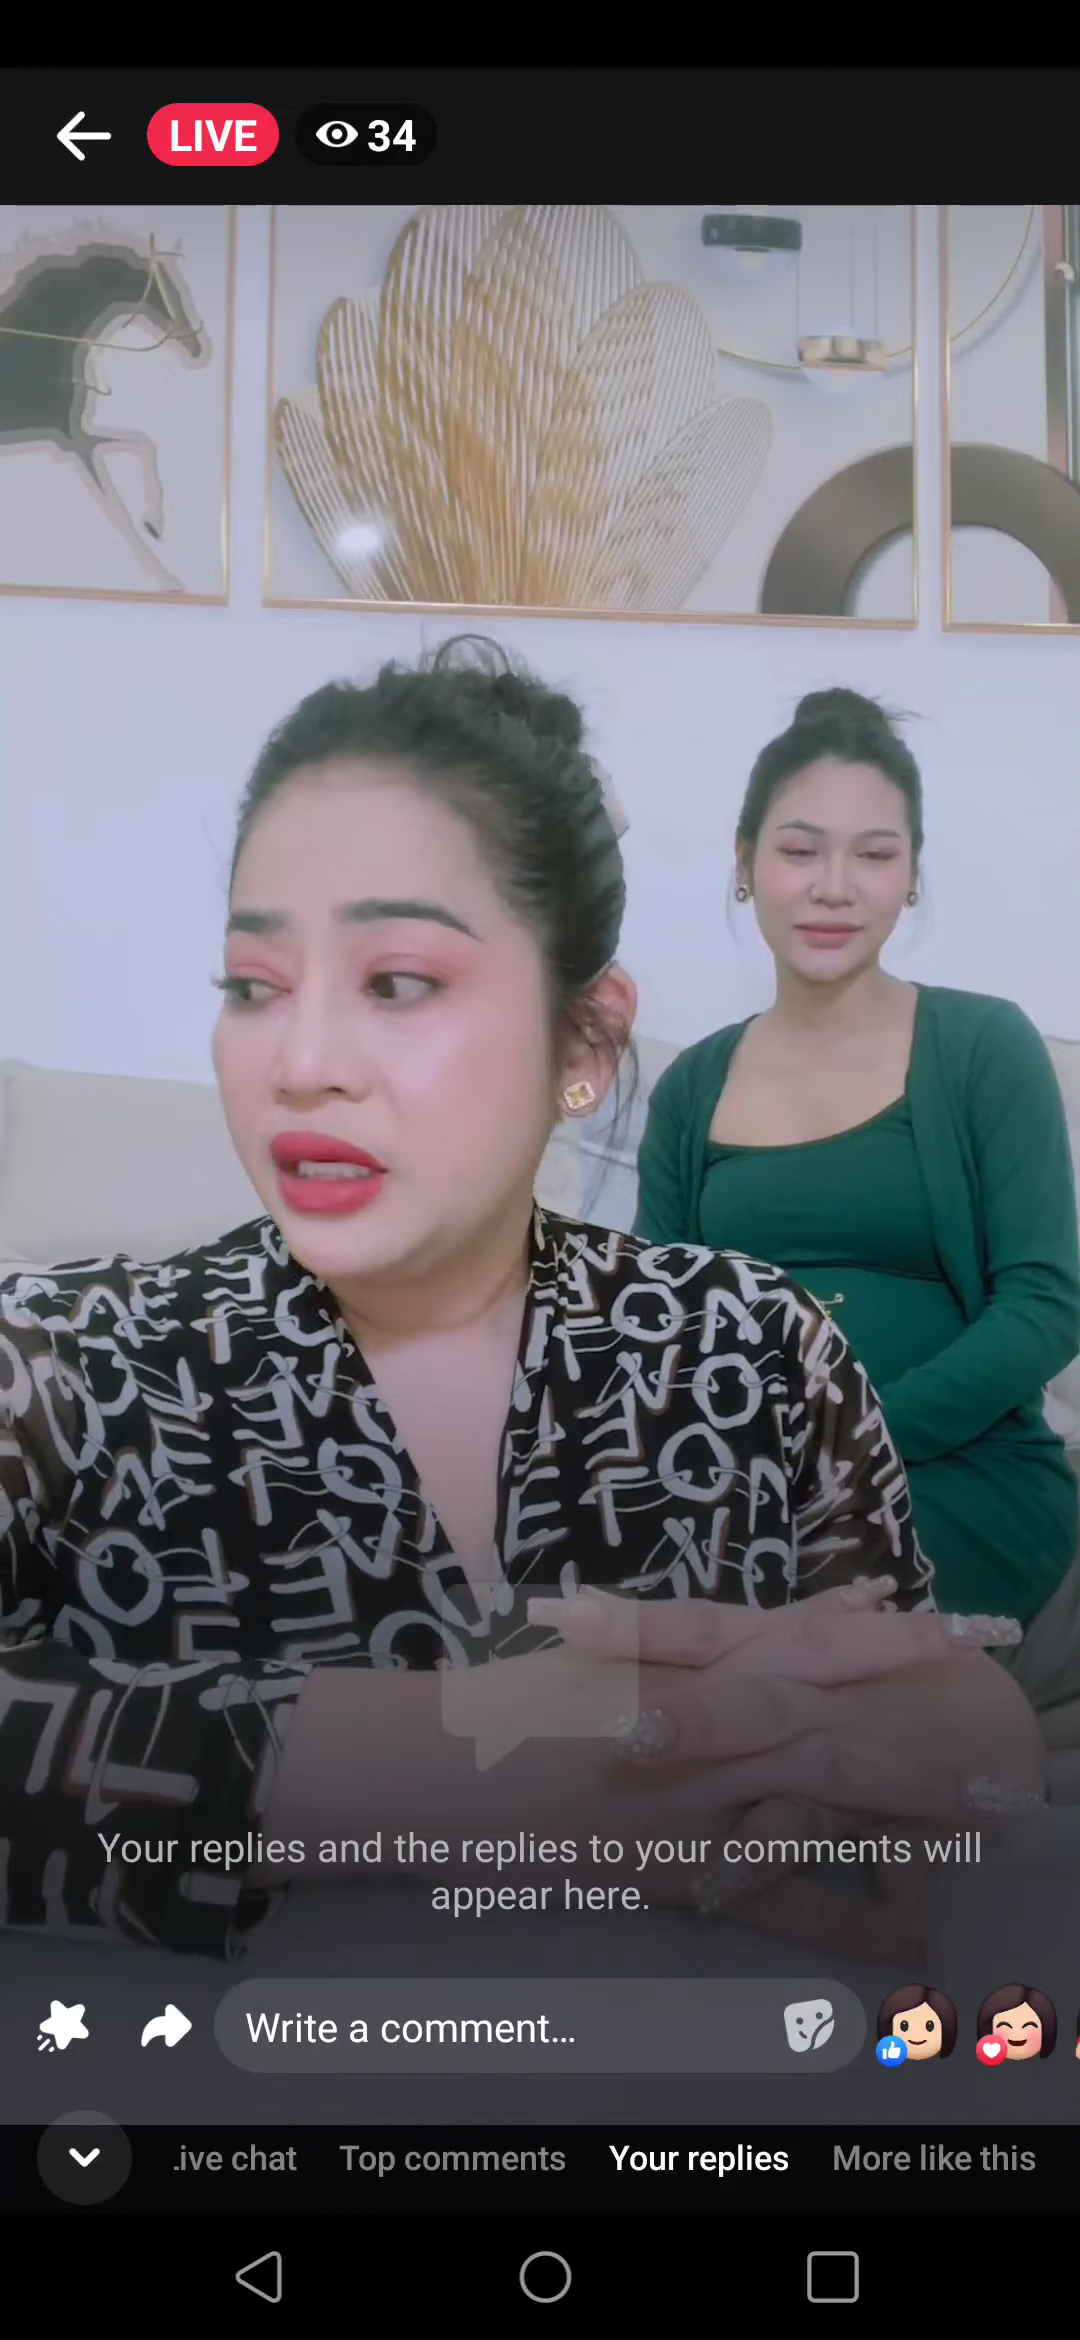 LIVE
34
Your replies and the replies to your comments will
appear here.
Write a comment...
.ive chat
Top comments
Your replies
More like this